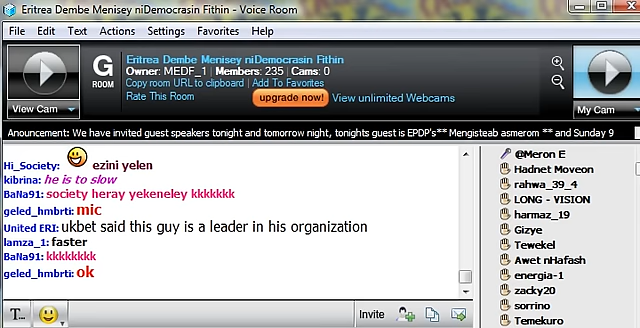 Eritrea Dembe Menisey niDemocrasin Fithin - Voice Room
File Edit Text Actions Settings Favorites Help
Eritrea Dembe Menisey niDemocrasin Fithin
Owner: MEDF_1 | Members: 235 | Cams: 0
Copy room URL to clipboard | Add To Favorites
Rate This Room
upgrade now! View unlimited Webcams
G
ROOM
View Cam
My Cam
Anouncement: We have invited guest speakers tonight and tomorrow night, tonights guest is EPDP's** Mengisteab asmerom ** and Sunday 9
Hi_Society: ezini yelen
kibrina: he is to slow
BaNa91: society heray yekeneley kkkkkkk
geled_hmbrti: mic
United ERI: ukbet said this guy is a leader in his organization
lamza_1: faster
BaNa91: kkkkkkkk
geled_hmbrti: ok
@Meron E
Hadnet Moveon
rahwa_39_4
LONG - VISION
harmaz_19
Gizye
Tewekel
Awet nHafash
energia-1
zacky20
sorrino
Temekuro
T...
Invite